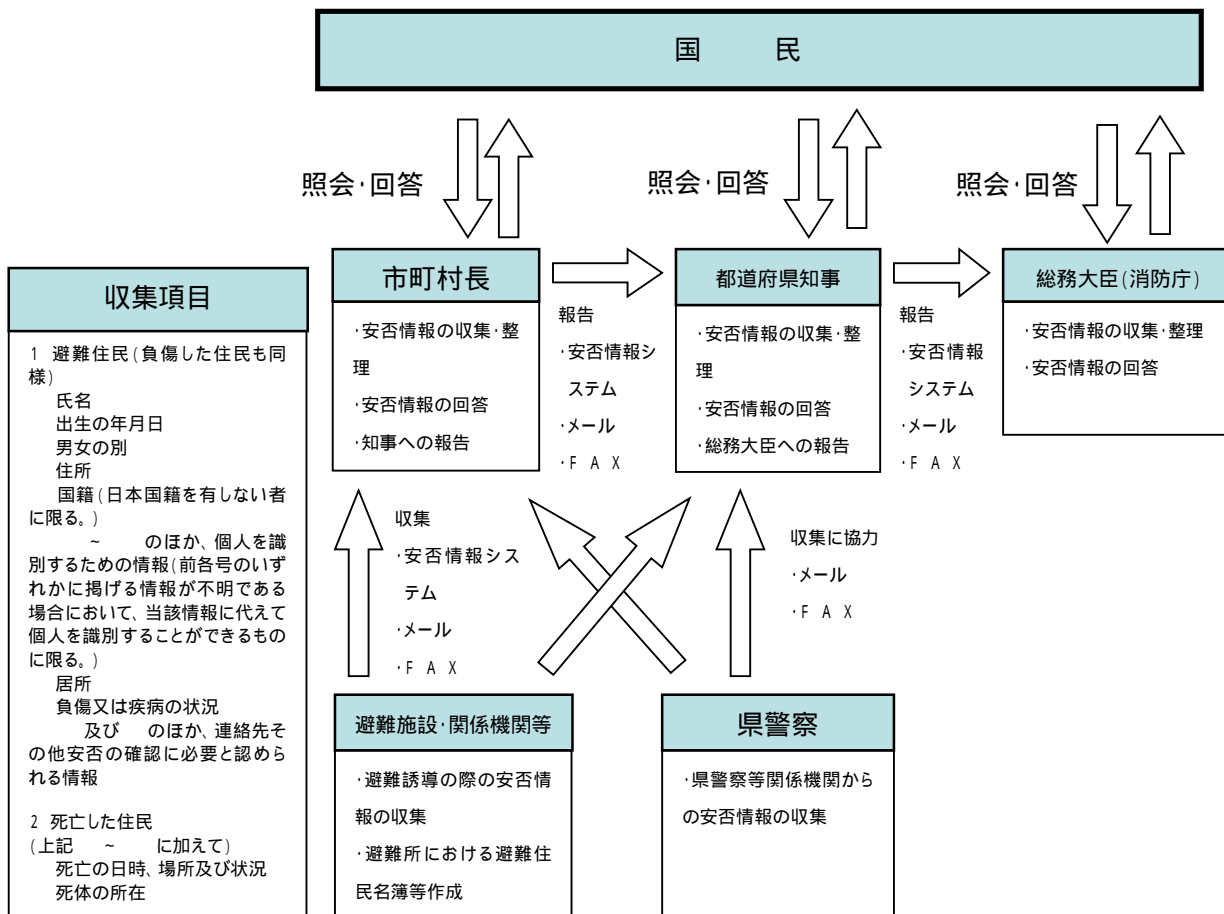 国　　民
照会･回答
照会･回答
照会･回答
収集項目
1 避難住民(負傷した住民も同
様)
氏名
出生の年月日
男女の別
住所
国籍(日本国籍を有しない者
に限る。)
～　　のほか、個人を識
別するための情報(前各号のいず
れかに掲げる情報が不明である
場合において、当該情報に代えて
個人を識別することができるもの
に限る。)
居所
負傷又は疾病の状況
及び　　のほか、連絡先そ
の他安否の確認に必要と認めら
れる情報
2 死亡した住民
(上記　～　に加えて)
死亡の日時、場所及び状況
死体の所在
市町村長
･安否情報の収集･整
理
･安否情報の回答
･知事への報告
報告
･安否情報シ
ステム
･メール
･F A X
都道府県知事
･安否情報の収集･整
理
･安否情報の回答
･総務大臣への報告
報告
･安否情報
システム
･メール
･F A X
総務大臣(消防庁)
･安否情報の収集･整理
･安否情報の回答
収集
･安否情報シス
テム
･メール
･F A X
収集に協力
･メール
･F A X
避難施設･関係機関等
･避難誘導の際の安否情
報の収集
･避難所における避難住
民名簿等作成
県警察
･県警察等関係機関から
の安否情報の収集